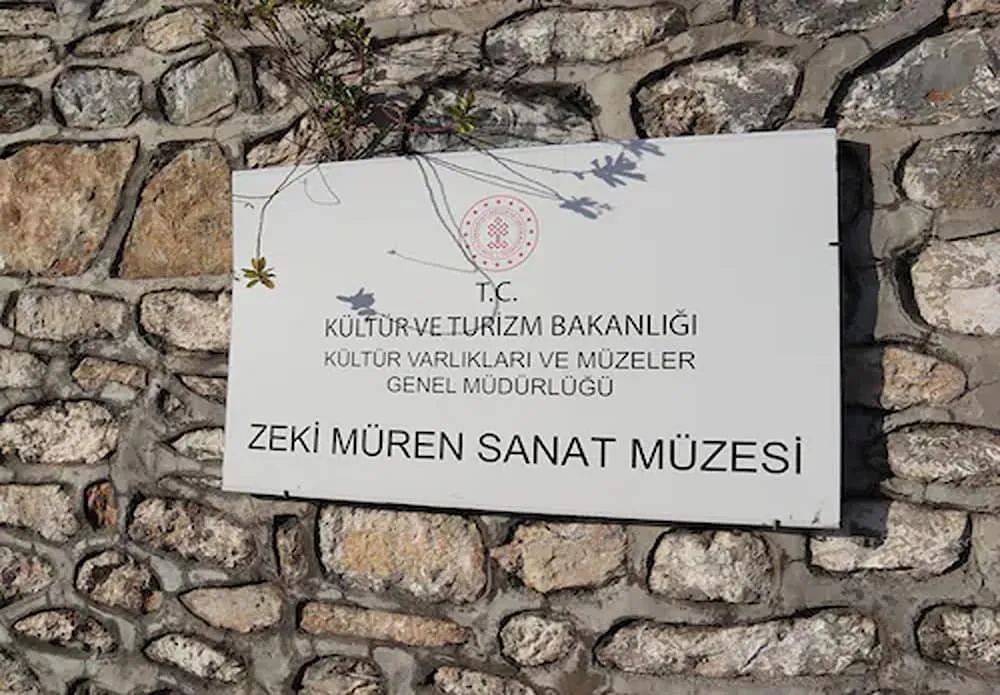 T.C.
KÜLTÜR VE TURİZM BAKANLIĞI
KÜLTÜR VARLIKLARI VE MÜZELER
GENEL MÜDÜRLÜĞÜ
ZEKİ MÜREN SANAT MÜZESİ